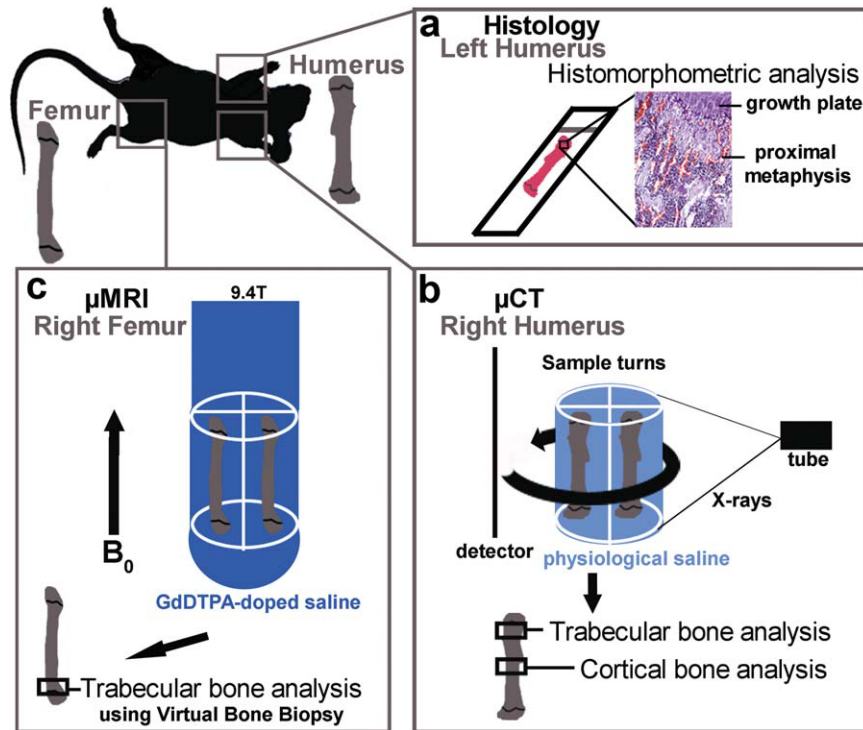 Femur
Humerus
a
Histology
Left Humerus
Histomorphometric analysis
growth plate
proximal
metaphysis
c
µMRI
Right Femur
9.4T
B₀
GdDTPA-doped saline
Trabecular bone analysis
using Virtual Bone Biopsy
b
µCT
Right Humerus
Sample turns
tube
X-rays
detector
physiological saline
Trabecular bone analysis
Cortical bone analysis